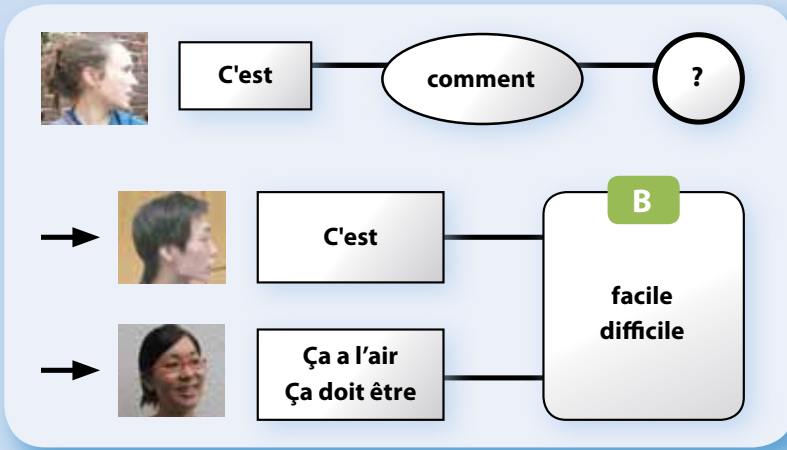 C'est
comment
?
B
C'est
facile
difficile
Ça a l’air
Ça doit être